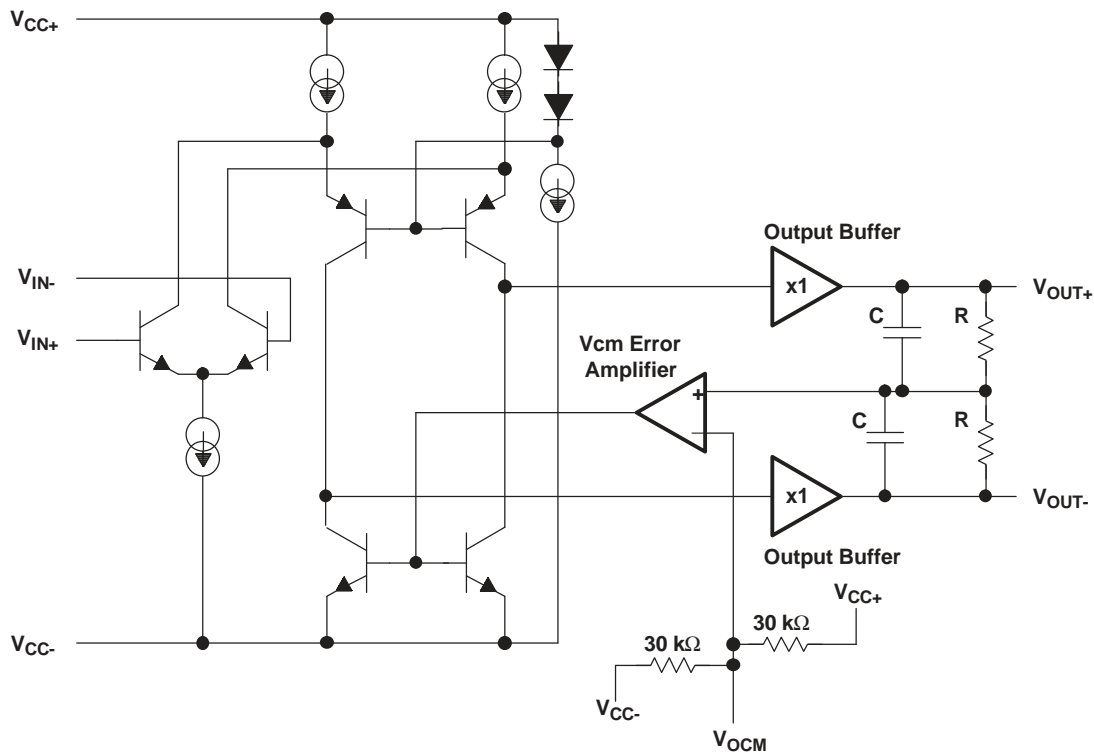 VCC+
Output Buffer
VIN-
x1
VOUT+
C
R
VIN+
Vcm Error
Amplifier
+
C
R
x1
VOUT-
Output Buffer
VCC+
30 kΩ
VCC-
30 kΩ
VCC-
VOCM